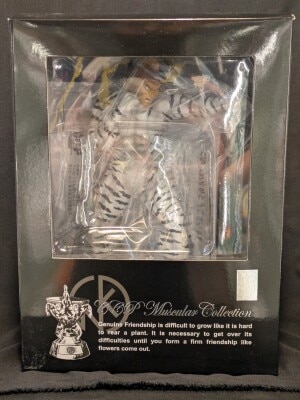 CCP Muscular Collection
Genuine Friendship is difficult to grow like it is hard
to rear a plant. It is necessary to get over its
difficulties until you form a firm friendship like
flowers come out.